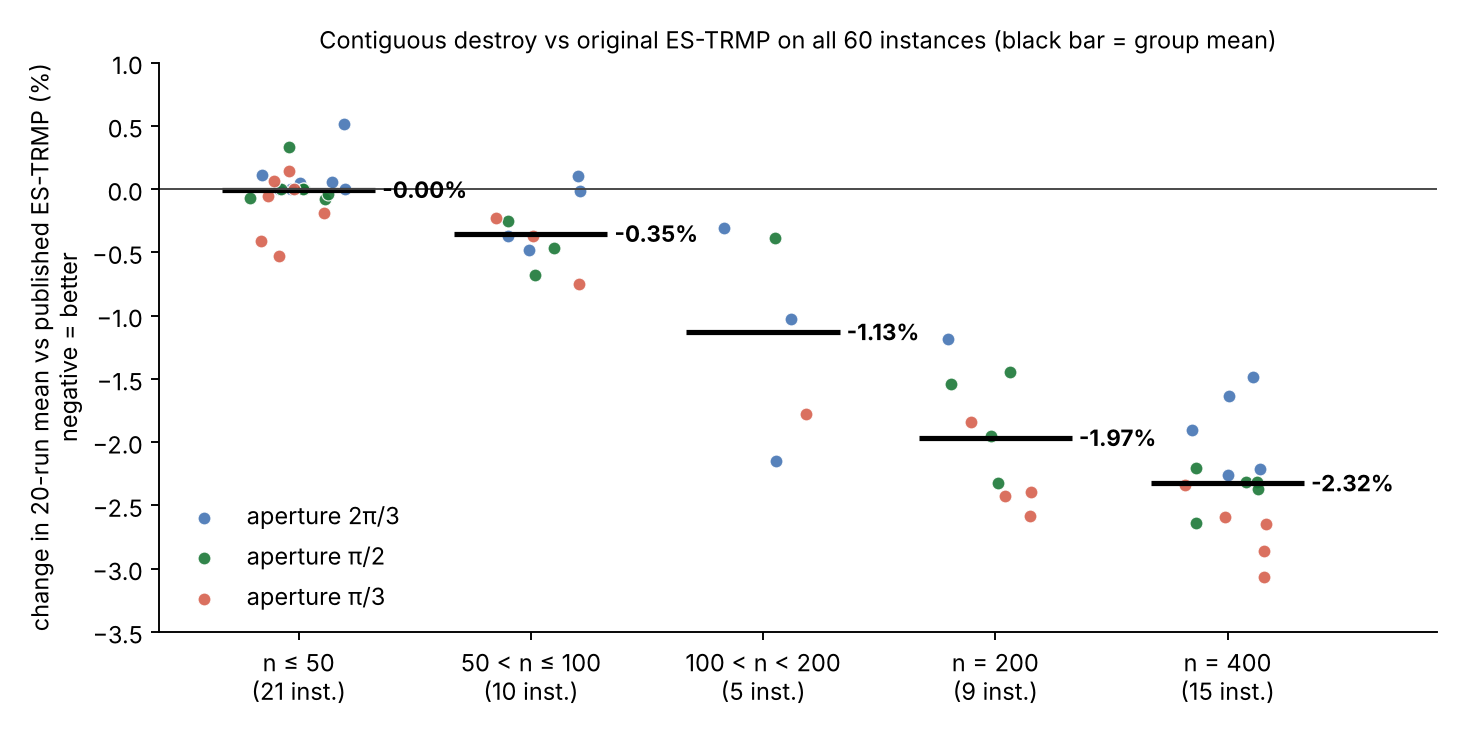 Contiguous destroy vs original ES-TRMP on all 60 instances (black bar = group mean)
change in 20-run mean vs published ES-TRMP (%)
negative = better
1.0
0.5
0.0
−0.5
−1.0
−1.5
−2.0
−2.5
−3.0
−3.5
-0.00%
-0.35%
-1.13%
-1.97%
-2.32%
aperture 2π/3
aperture π/2
aperture π/3
n ≤ 50
(21 inst.)
50 < n ≤ 100
(10 inst.)
100 < n < 200
(5 inst.)
n = 200
(9 inst.)
n = 400
(15 inst.)